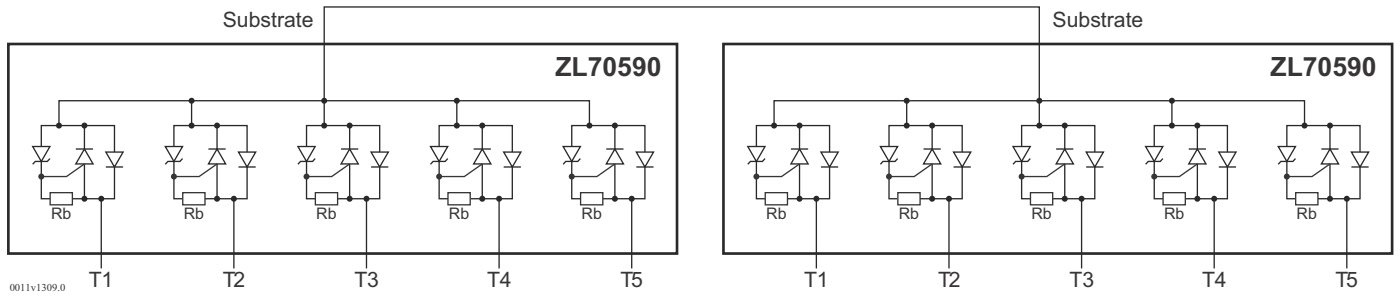 Substrate Substrate
ZL70590 ZL70590
Rb Rb Rb Rb Rb Rb Rb Rb Rb Rb
T1 T2 T3 T4 T5 T1 T2 T3 T4 T5
0011v1309.0